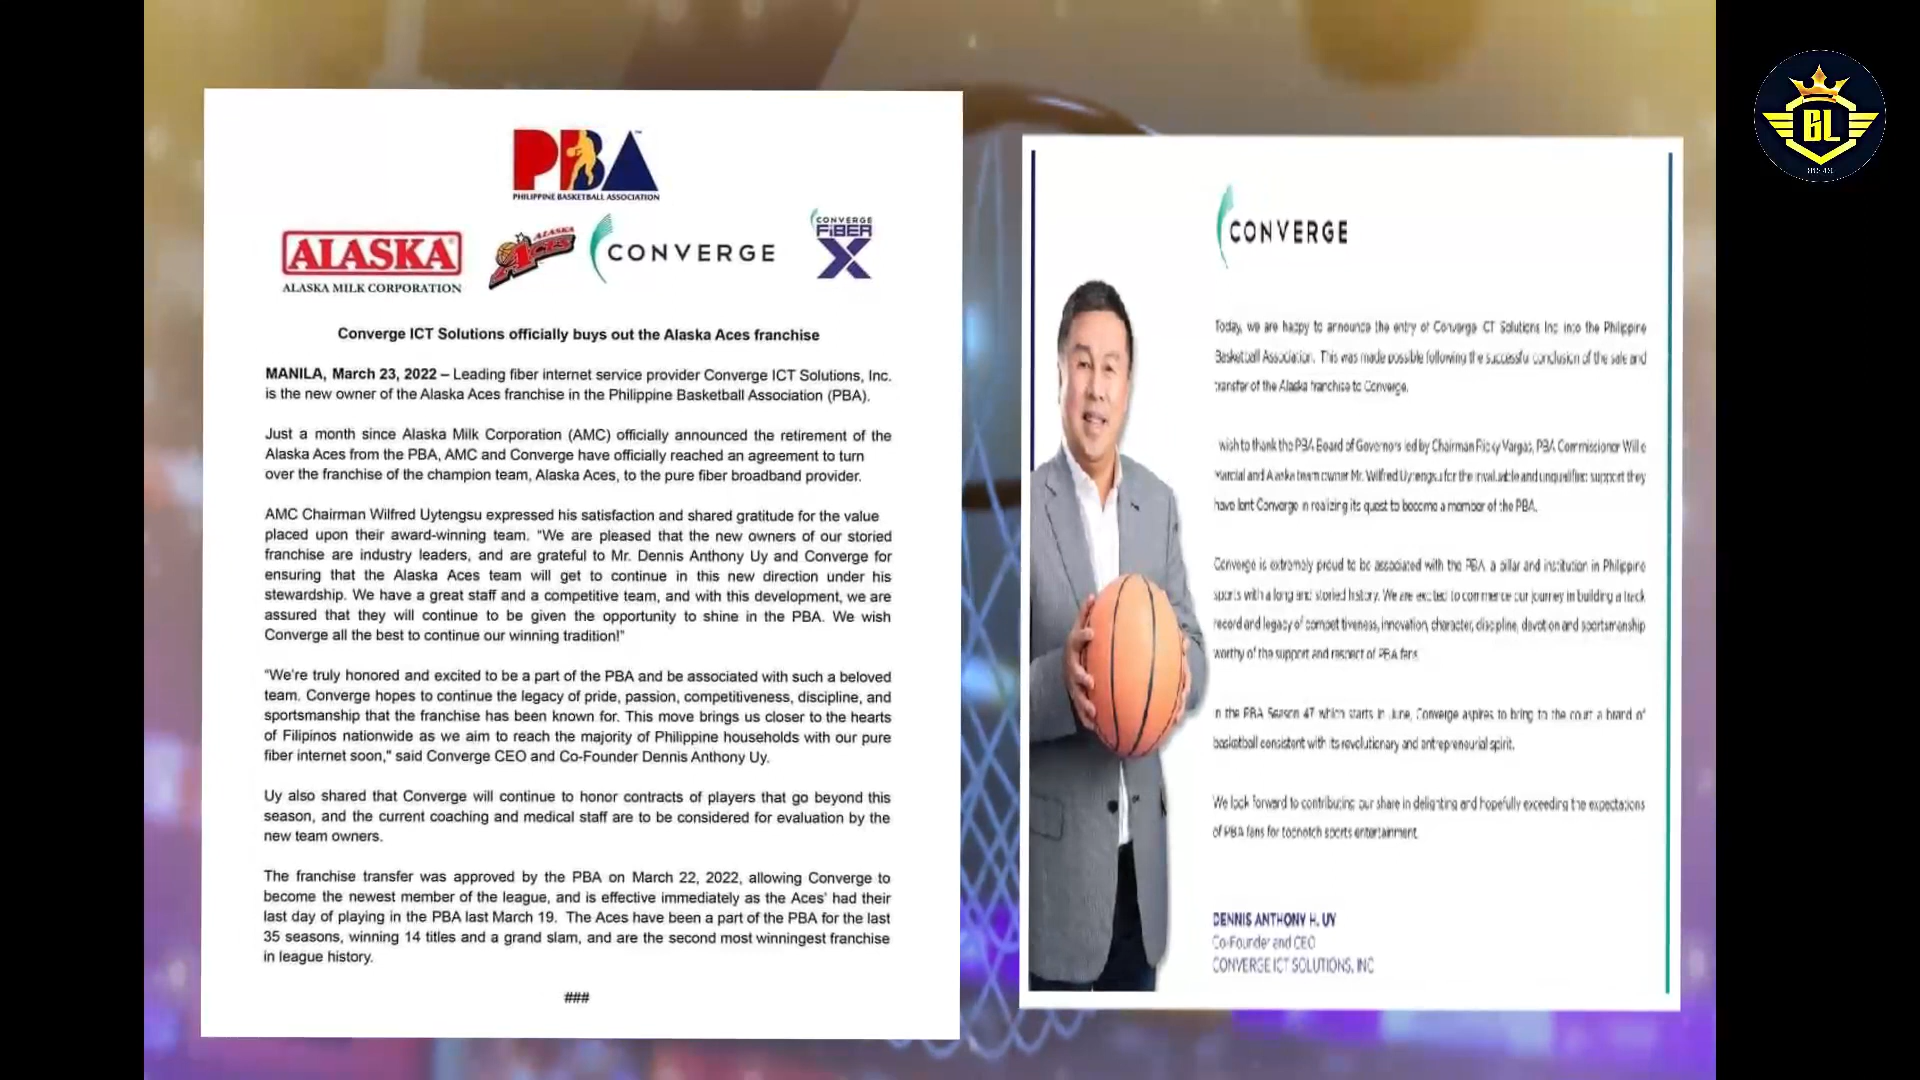 PBA
PHILIPPINE BASKETBALL ASSOCIATION
ALASKA
ALASKA MILK CORPORATION
ALASKA
ACES
CONVERGE
CONVERGE
FiBER
X
Converge ICT Solutions officially buys out the Alaska Aces franchise
MANILA, March 23, 2022 – Leading fiber internet service provider Converge ICT Solutions, Inc.
is the new owner of the Alaska Aces franchise in the Philippine Basketball Association (PBA).
Just a month since Alaska Milk Corporation (AMC) officially announced the retirement of the
Alaska Aces from the PBA, AMC and Converge have officially reached an agreement to turn
over the franchise of the champion team, Alaska Aces, to the pure fiber broadband provider.
AMC Chairman Wilfred Uytengsu expressed his satisfaction and shared gratitude for the value
placed upon their award-winning team. "We are pleased that the new owners of our storied
franchise are industry leaders, and are grateful to Mr. Dennis Anthony Uy and Converge for
ensuring that the Alaska Aces team will get to continue in this new direction under his
stewardship. We have a great staff and a competitive team, and with this development, we are
assured that they will continue to be given the opportunity to shine in the PBA. We wish
Converge all the best to continue our winning tradition!"
"We're truly honored and excited to be a part of the PBA and be associated with such a beloved
team. Converge hopes to continue the legacy of pride, passion, competitiveness, discipline, and
sportsmanship that the franchise has been known for. This move brings us closer to the hearts
of Filipinos nationwide as we aim to reach the majority of Philippine households with our pure
fiber internet soon," said Converge CEO and Co-Founder Dennis Anthony Uy.
Uy also shared that Converge will continue to honor contracts of players that go beyond this
season, and the current coaching and medical staff are to be considered for evaluation by the
new team owners.
The franchise transfer was approved by the PBA on March 22, 2022, allowing Converge to
become the newest member of the league, and is effective immediately as the Aces' had their
last day of playing in the PBA last March 19. The Aces have been a part of the PBA for the last
35 seasons, winning 14 titles and a grand slam, and are the second most winningest franchise
in league history.
###
CONVERGE
Today, we are happy to announce the entry of Converge ICT Solutions Inc into the Philippine
Basketball Association. This was made possible following the successful conclusion of the sale and
transfer of the Alaska franchise to Converge.
wish to thank the PBA Board of Governors led by Chairman Ricky Vargas, PBA Commissioner Willie
Marcial and Alaska team owner Mr. Wilfred Uytengsu for the invaluable and unqualified support they
have lent Converge in realizing its quest to become a member of the PBA.
Converge is extremely proud to be associated with the PBA, a pillar and institution in Philippine
sports with a long and storied history. We are excited to commence our journey in building a track
record and legacy of competitiveness, innovation, character, discipline, devotion and sportsmanship
worthy of the support and respect of PBA fans.
In the PBA Season 47 which starts in June, Converge aspires to bring to the court a brand of
basketball consistent with its revolutionary and entrepreneurial spirit.
We look forward to contributing our share in delighting and hopefully exceeding the expectations
of PBA fans for topnotch sports entertainment.
DENNIS ANTHONY H. UY
Co-Founder and CEO
CONVERGE ICT SOLUTIONS, INC